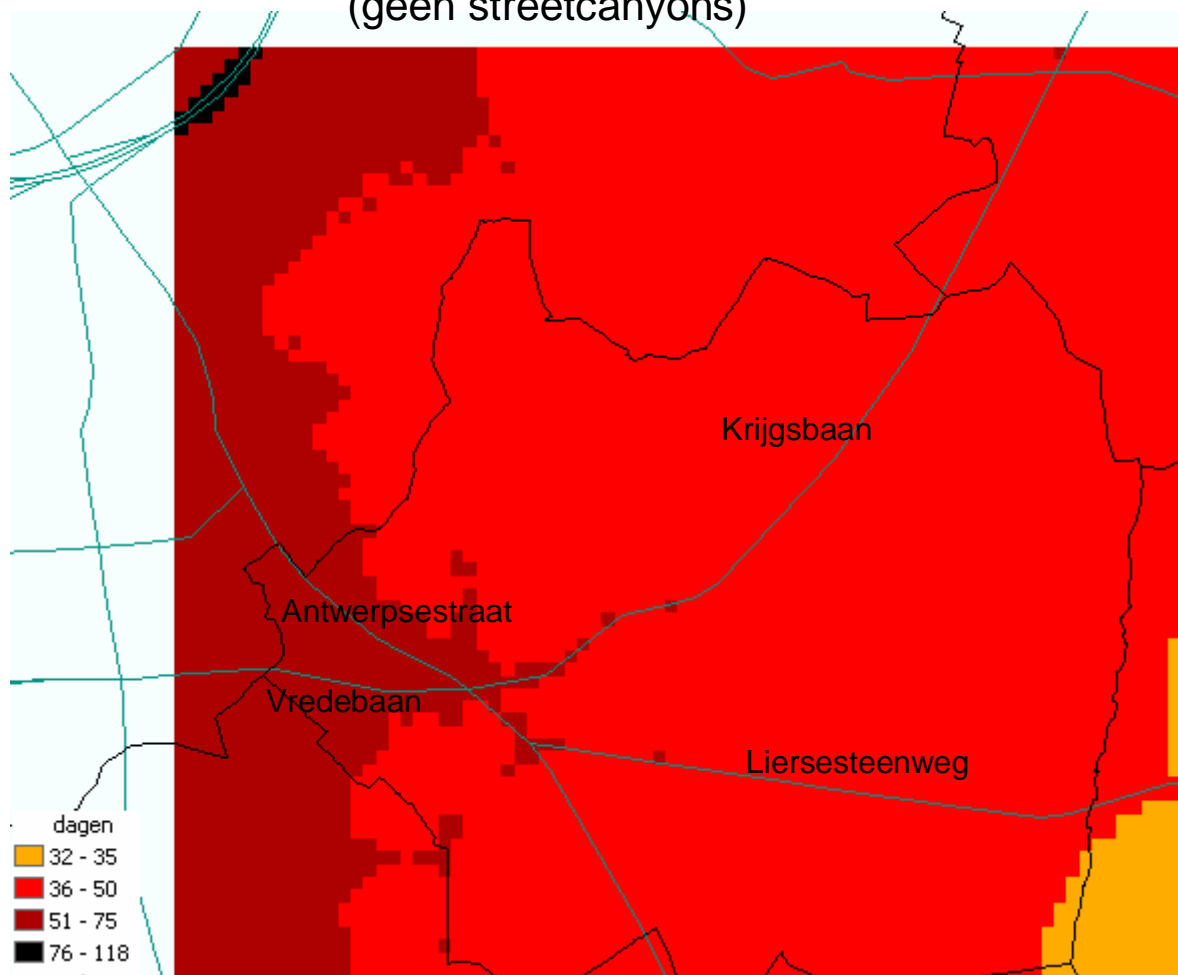 (geen streetcanyons)
Krijgsbaan
Antwerpsestraat
Vredebaan
Liersesteenweg
dagen
32 - 35
36 - 50
51 - 75
76 - 118